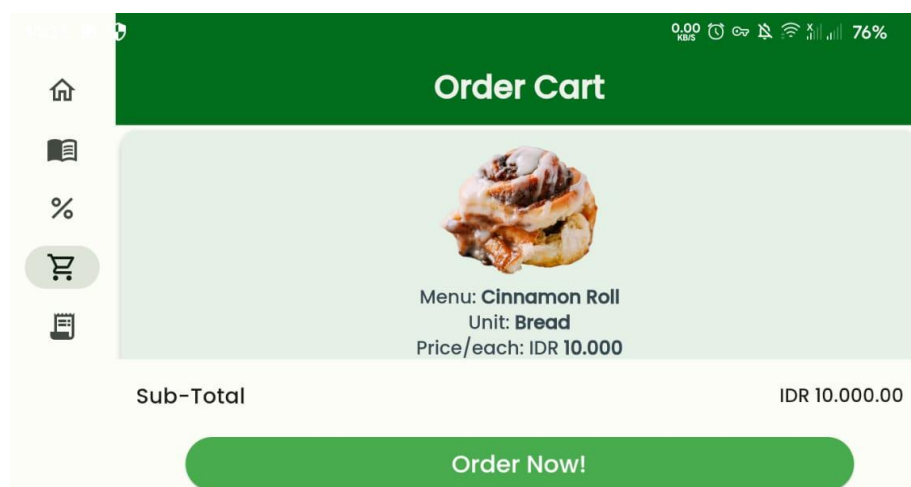 0.00
KB/S
76%
Order Cart
Menu: Cinnamon Roll
Unit: Bread
Price/each: IDR 10.000
Sub-Total IDR 10.000.00
Order Now!